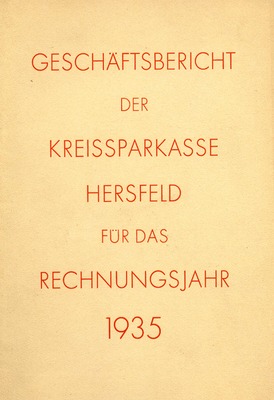 GESCHÄFTSBERICHT
DER
KREISSPARKASSE
HERSFELD
FÜR DAS
RECHNUNGSJAHR
1935